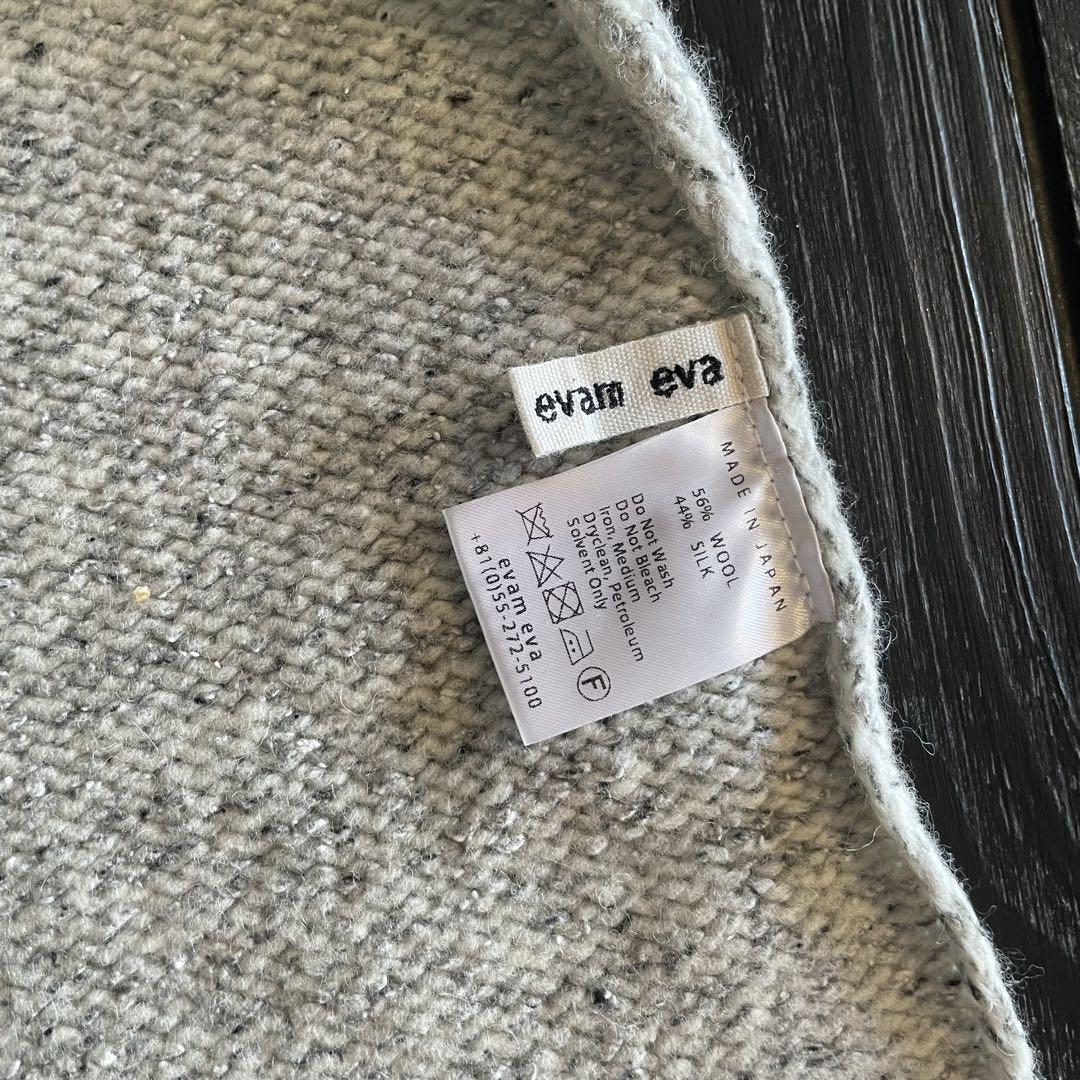 evam eva
MADE IN JAPAN
56% WOOL
44% SILK
Do Not Wash,
Do Not Bleach
Iron, Medium
Dryclean, Petroleum
Solvent Only
F
evam eva
+81(0)55-272-5100